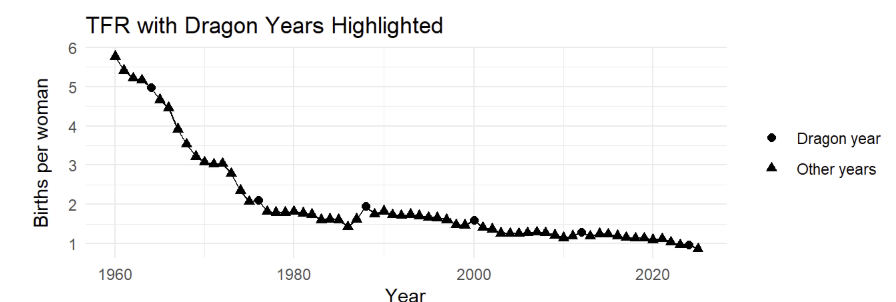 TFR with Dragon Years Highlighted
6
5
4
3
2
1
Births per woman
1960
1980
2000
2020
Year
Dragon year
Other years